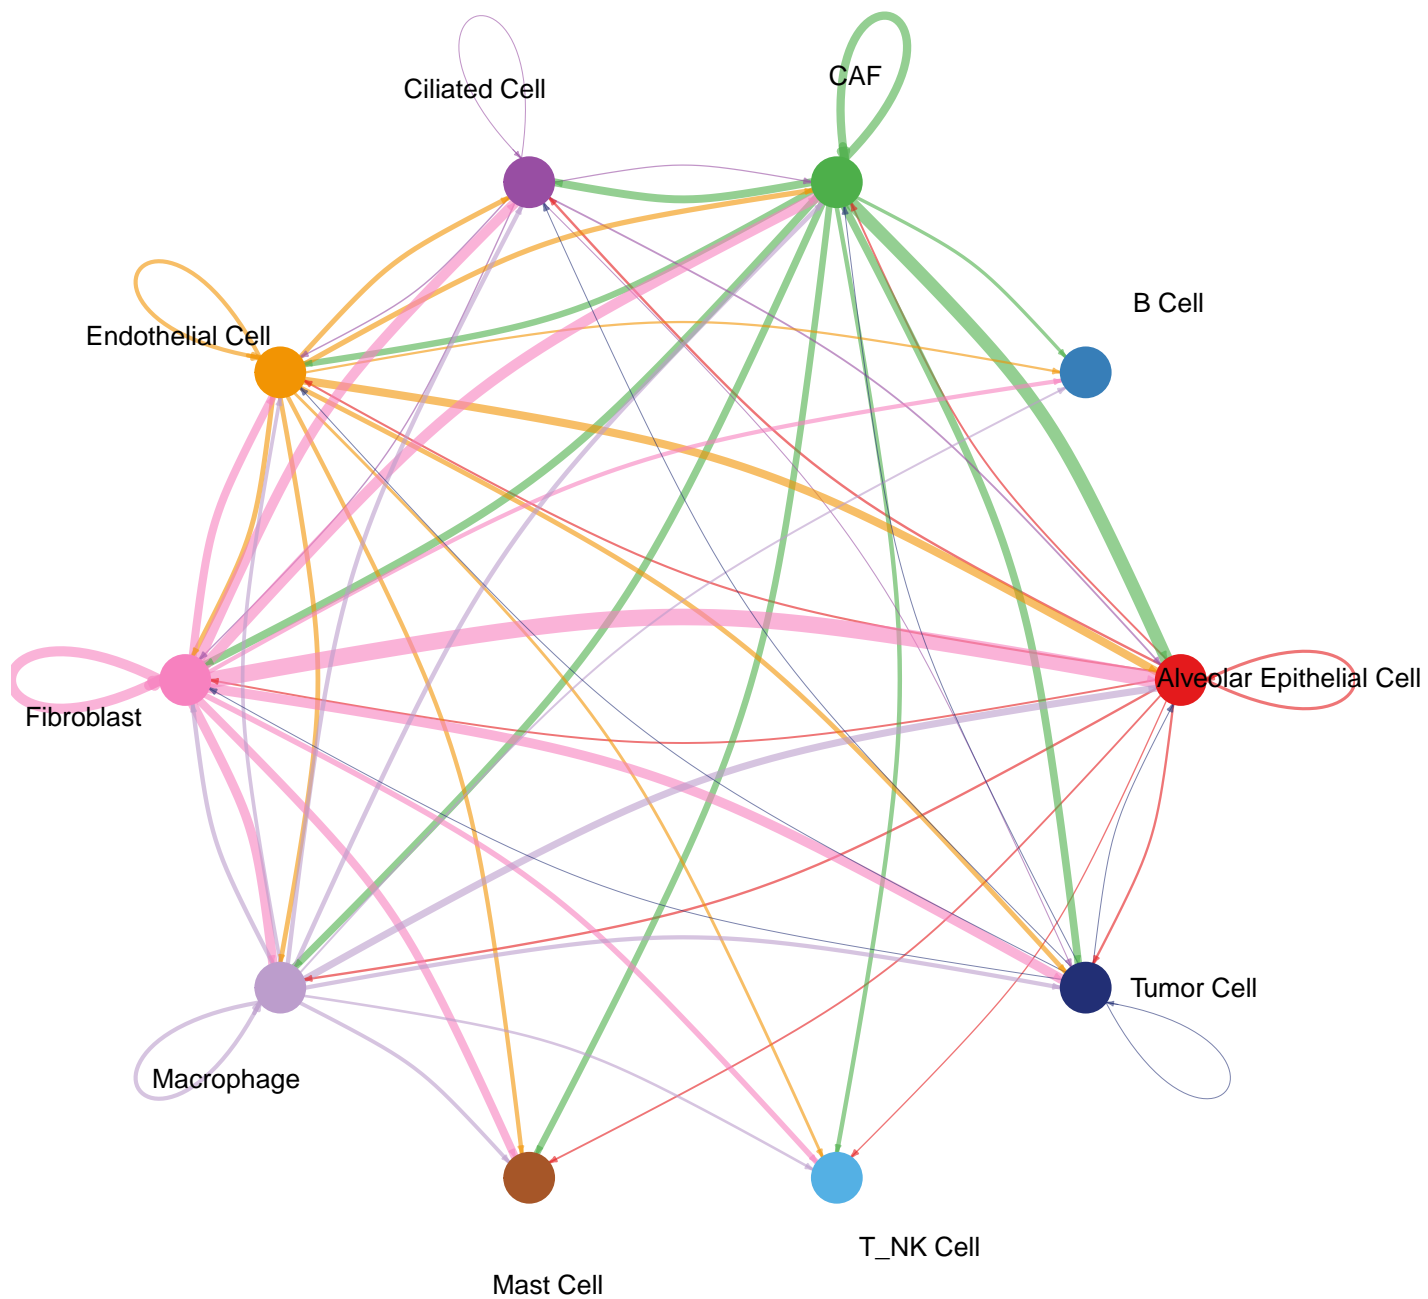 CAF
Ciliated Cell
B Cell
Endothelial Cell
Alveolar Epithelial Cell
Fibroblast
Tumor Cell
Macrophage
T_NK Cell
Mast Cell